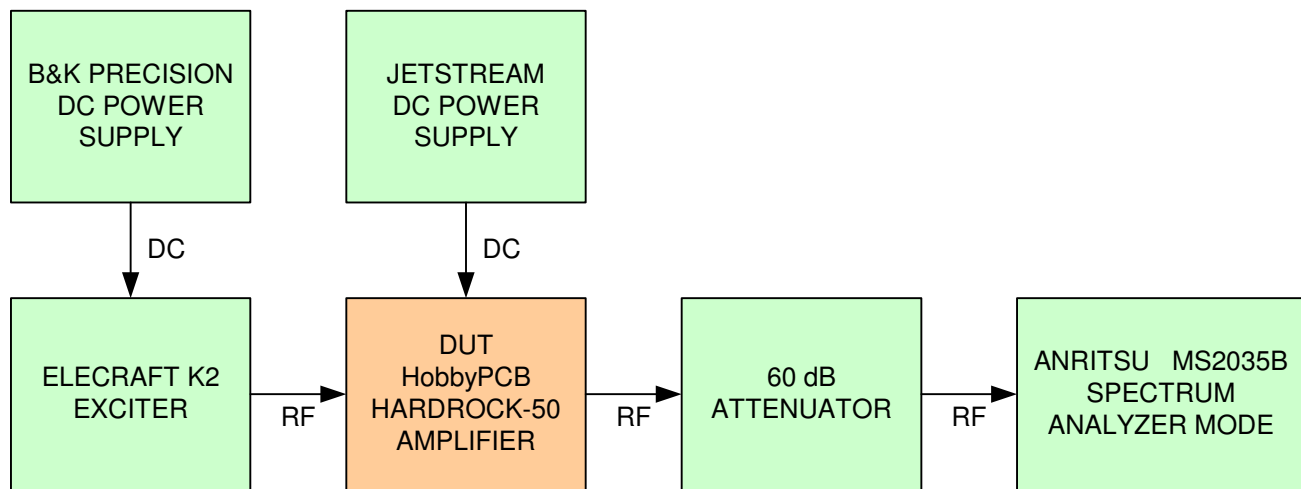 B&K PRECISION
DC POWER
SUPPLY
JETSTREAM
DC POWER
SUPPLY
DC
DC
ELECRAFT K2
EXCITER
RF
DUT
HobbyPCB
HARDROCK-50
AMPLIFIER
RF
60 dB
ATTENUATOR
RF
ANRITSU MS2035B
SPECTRUM
ANALYZER MODE